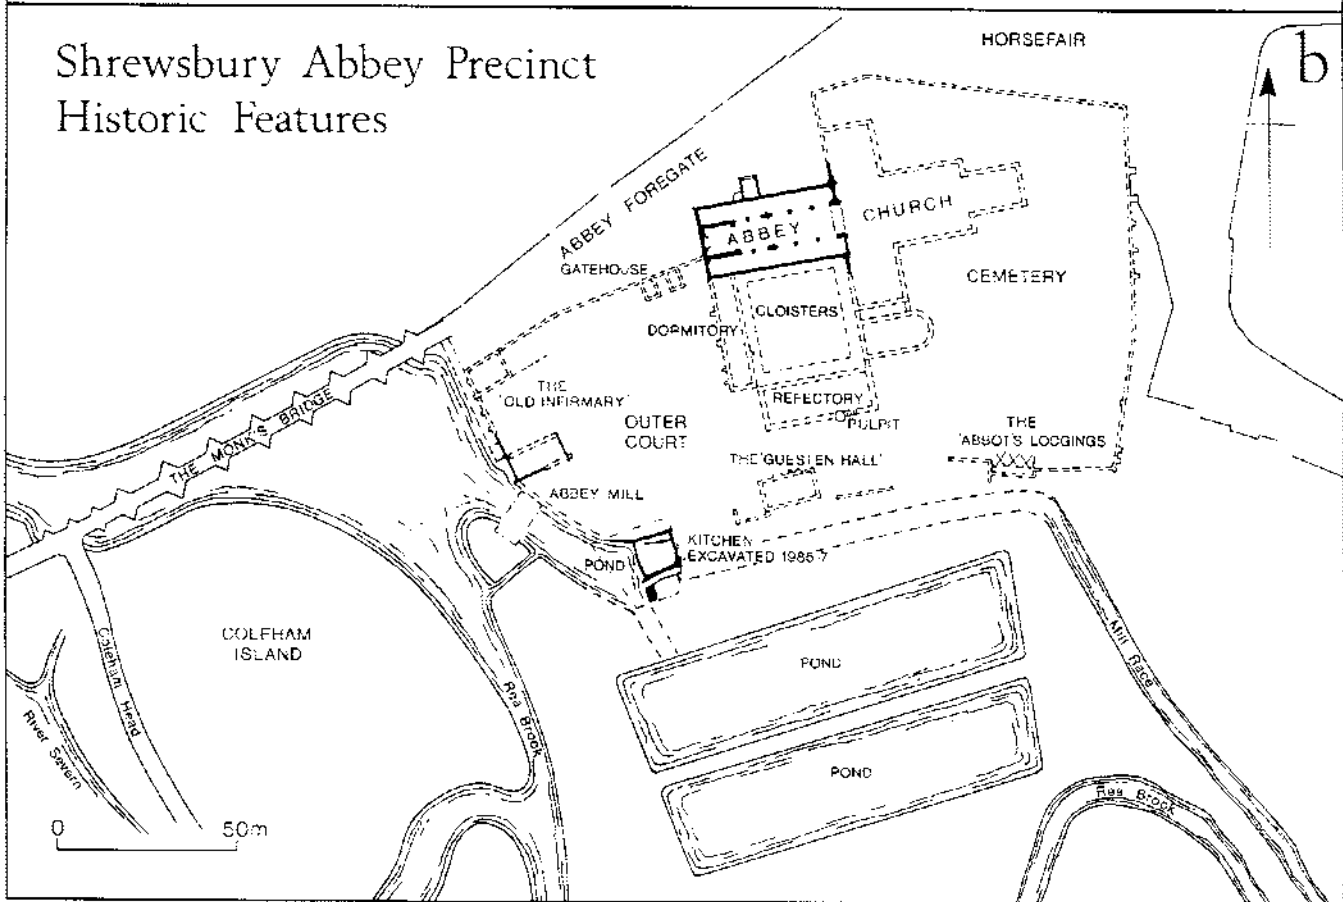 Shrewsbury Abbey Precinct
Historic Features
b
HORSEFAIR
ABBEY FOREGATE
CHURCH
ABBEY
GATEHOUSE
CEMETERY
CLOISTERS
DORMITORY
THE
'OLD INFIRMARY'
REFECTORY
PULPIT
OUTER
COURT
THE
'ABBOT'S LODGINGS
THE MONK'S BRIDGE
THE 'GUESTEN HALL'
ABBEY MILL
KITCHEN
EXCAVATED 1985-7
POND
COLEHAM
ISLAND
Coleham Head
River Severn
Rea Brook
POND
Mill Race
POND
Rea Brook
0 50m